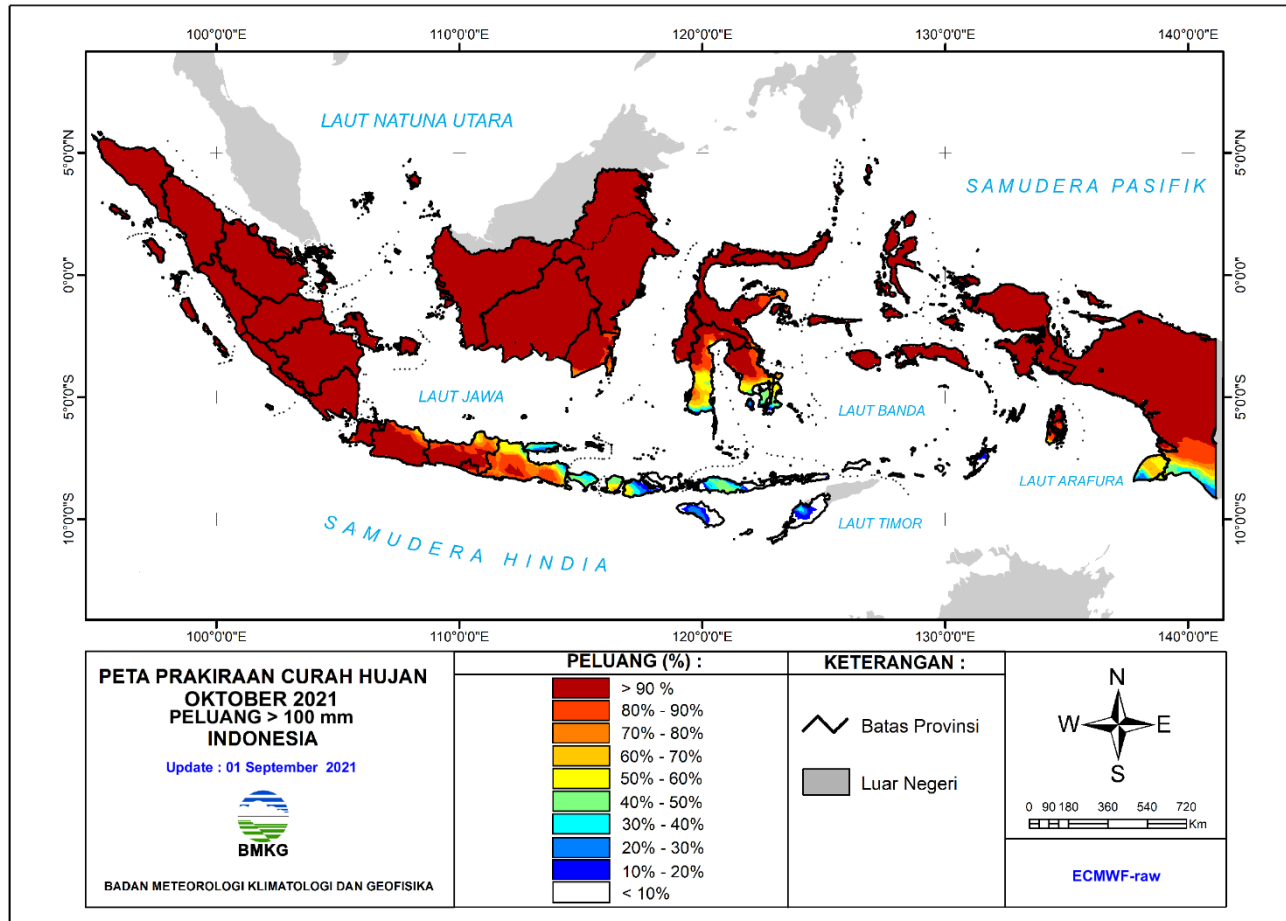 100°0'0"E 110°0'0"E 120°0'0"E 130°0'0"E 140°0'0"E
5°0'0"N
0°0'0"
5°0'0"S
10°0'0"S
5°0'0"N
0°0'0"
5°0'0"S
10°0'0"S
LAUT NATUNA UTARA
SAMUDERA PASIFIK
LAUT JAWA
LAUT BANDA
LAUT ARAFURA
LAUT TIMOR
SAMUDERA HINDIA
100°0'0"E 110°0'0"E 120°0'0"E 130°0'0"E 140°0'0"E
PETA PRAKIRAAN CURAH HUJAN
OKTOBER 2021
PELUANG > 100 mm
INDONESIA
Update : 01 September 2021
BMKG
BADAN METEOROLOGI KLIMATOLOGI DAN GEOFISIKA
PELUANG (%) :
> 90 %
80% - 90%
70% - 80%
60% - 70%
50% - 60%
40% - 50%
30% - 40%
20% - 30%
10% - 20%
< 10%
KETERANGAN :
Batas Provinsi
Luar Negeri
N
W E
S
0 90 180 360 540 720
Km
ECMWF-raw